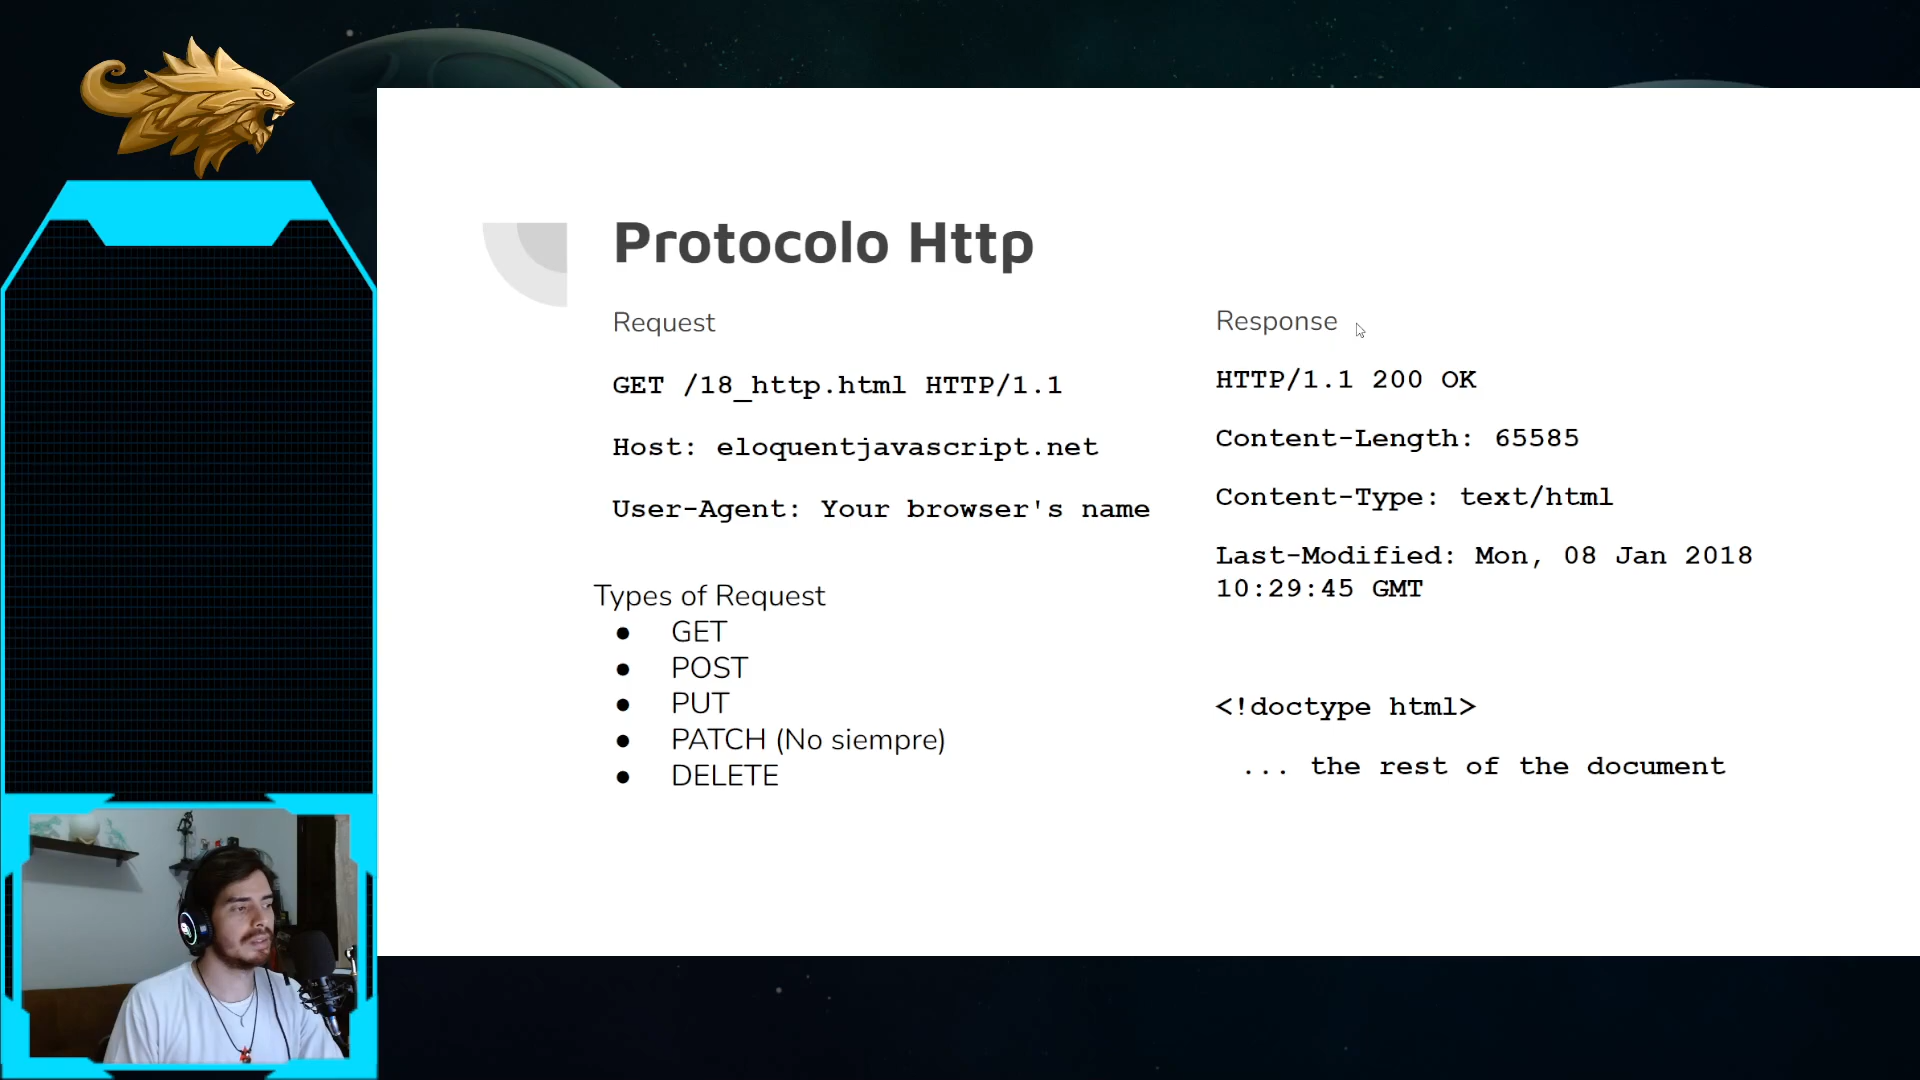 Protocolo Http
Request
GET /18_http.html HTTP/1.1
Host: eloquentjavascript.net
User-Agent: Your browser's name
Types of Request
● GET
● POST
● PUT
● PATCH (No siempre)
● DELETE
Response
HTTP/1.1 200 OK
Content-Length: 65585
Content-Type: text/html
Last-Modified: Mon, 08 Jan 2018
10:29:45 GMT
<!doctype html>
... the rest of the document